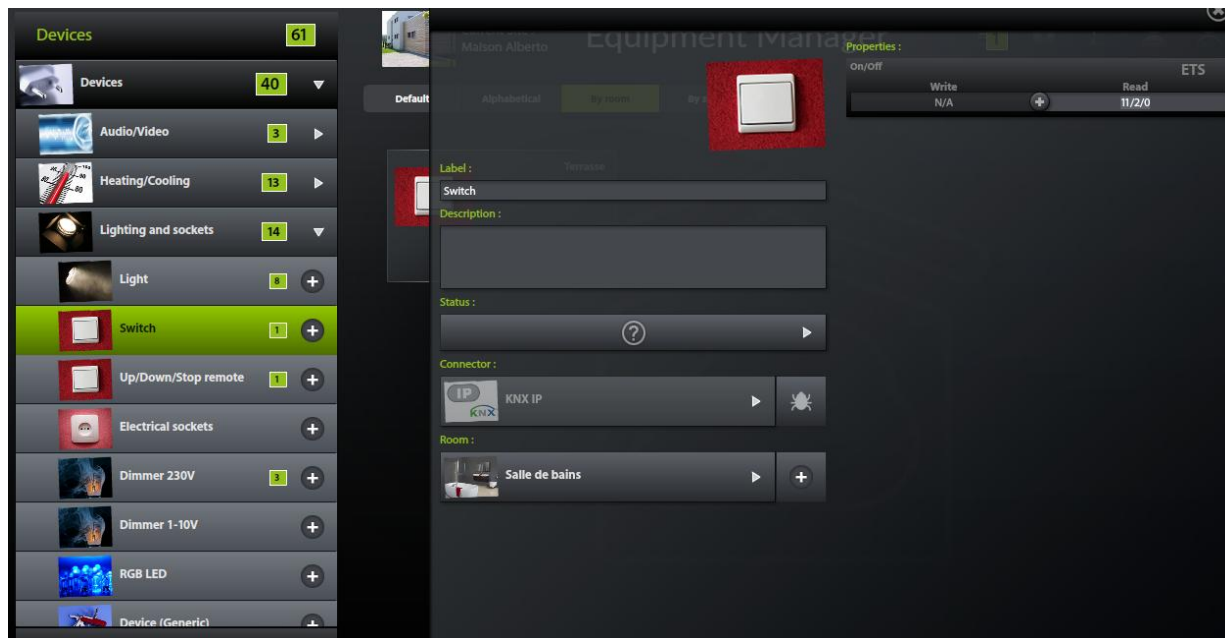 Devices
61
Devices
40
Audio/Video
3
Heating/Cooling
13
Lighting and sockets
14
Light
8
Switch
1
Up/Down/Stop remote
1
Electrical sockets
Dimmer 230V
3
Dimmer 1-10V
RGB LED
Device (Generic)
Maison Alberto
Equipment Manager
1
Default
Alphabetical
By room
Terrasse
Label :
Switch
Description :
Status :
?
Connector :
IP
KNX
KNX IP
Room :
Salle de bains
Properties :
On/Off
ETS
Write
Read
N/A
11/2/0